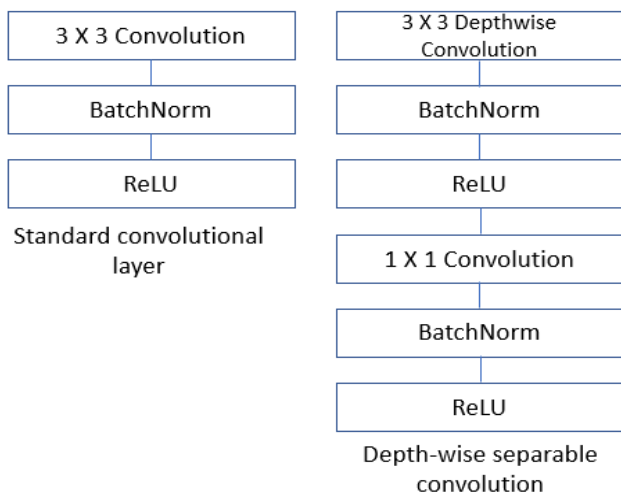 3 X 3 Convolution
BatchNorm
ReLU
Standard convolutional
layer
3 X 3 Depthwise
Convolution
BatchNorm
ReLU
1 X 1 Convolution
BatchNorm
ReLU
Depth-wise separable
convolution